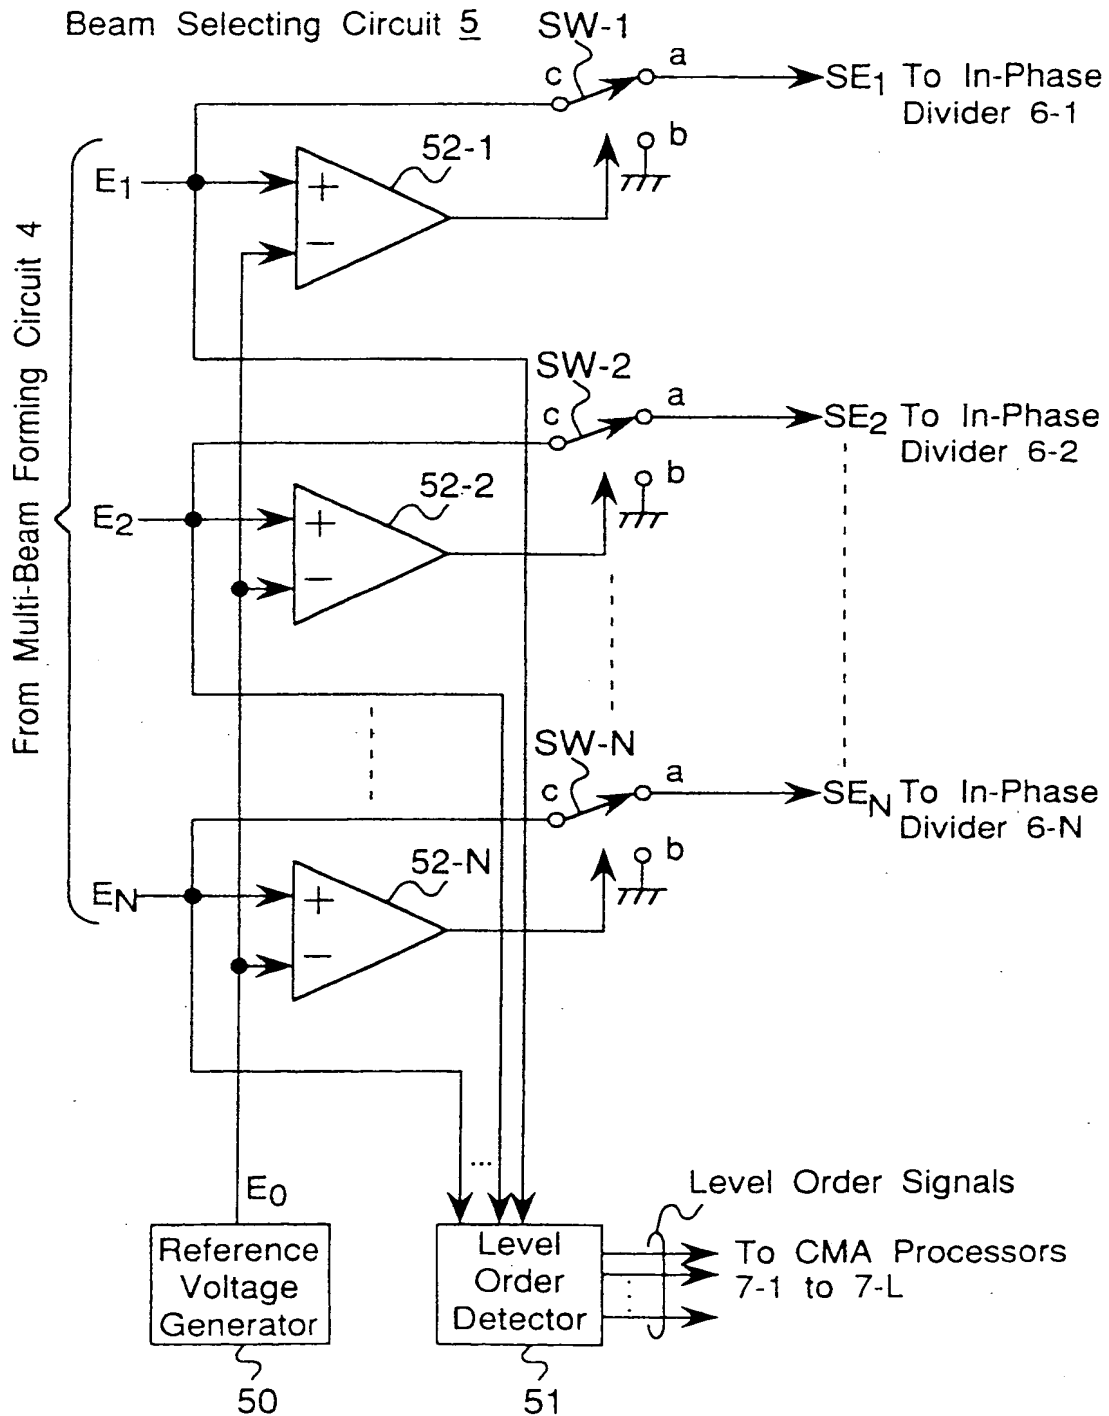 Beam Selecting Circuit 5
SW-1
c
a
SE1 To In-Phase
Divider 6-1
b
52-1
E1
+
−
From Multi-Beam Forming Circuit 4
SW-2
c
a
SE2 To In-Phase
Divider 6-2
b
52-2
E2
+
−
SW-N
c
a
SEN To In-Phase
Divider 6-N
b
52-N
EN
+
−
...
E0
Level Order Signals
Reference
Voltage
Generator
Level
Order
Detector
To CMA Processors
7-1 to 7-L
50
51